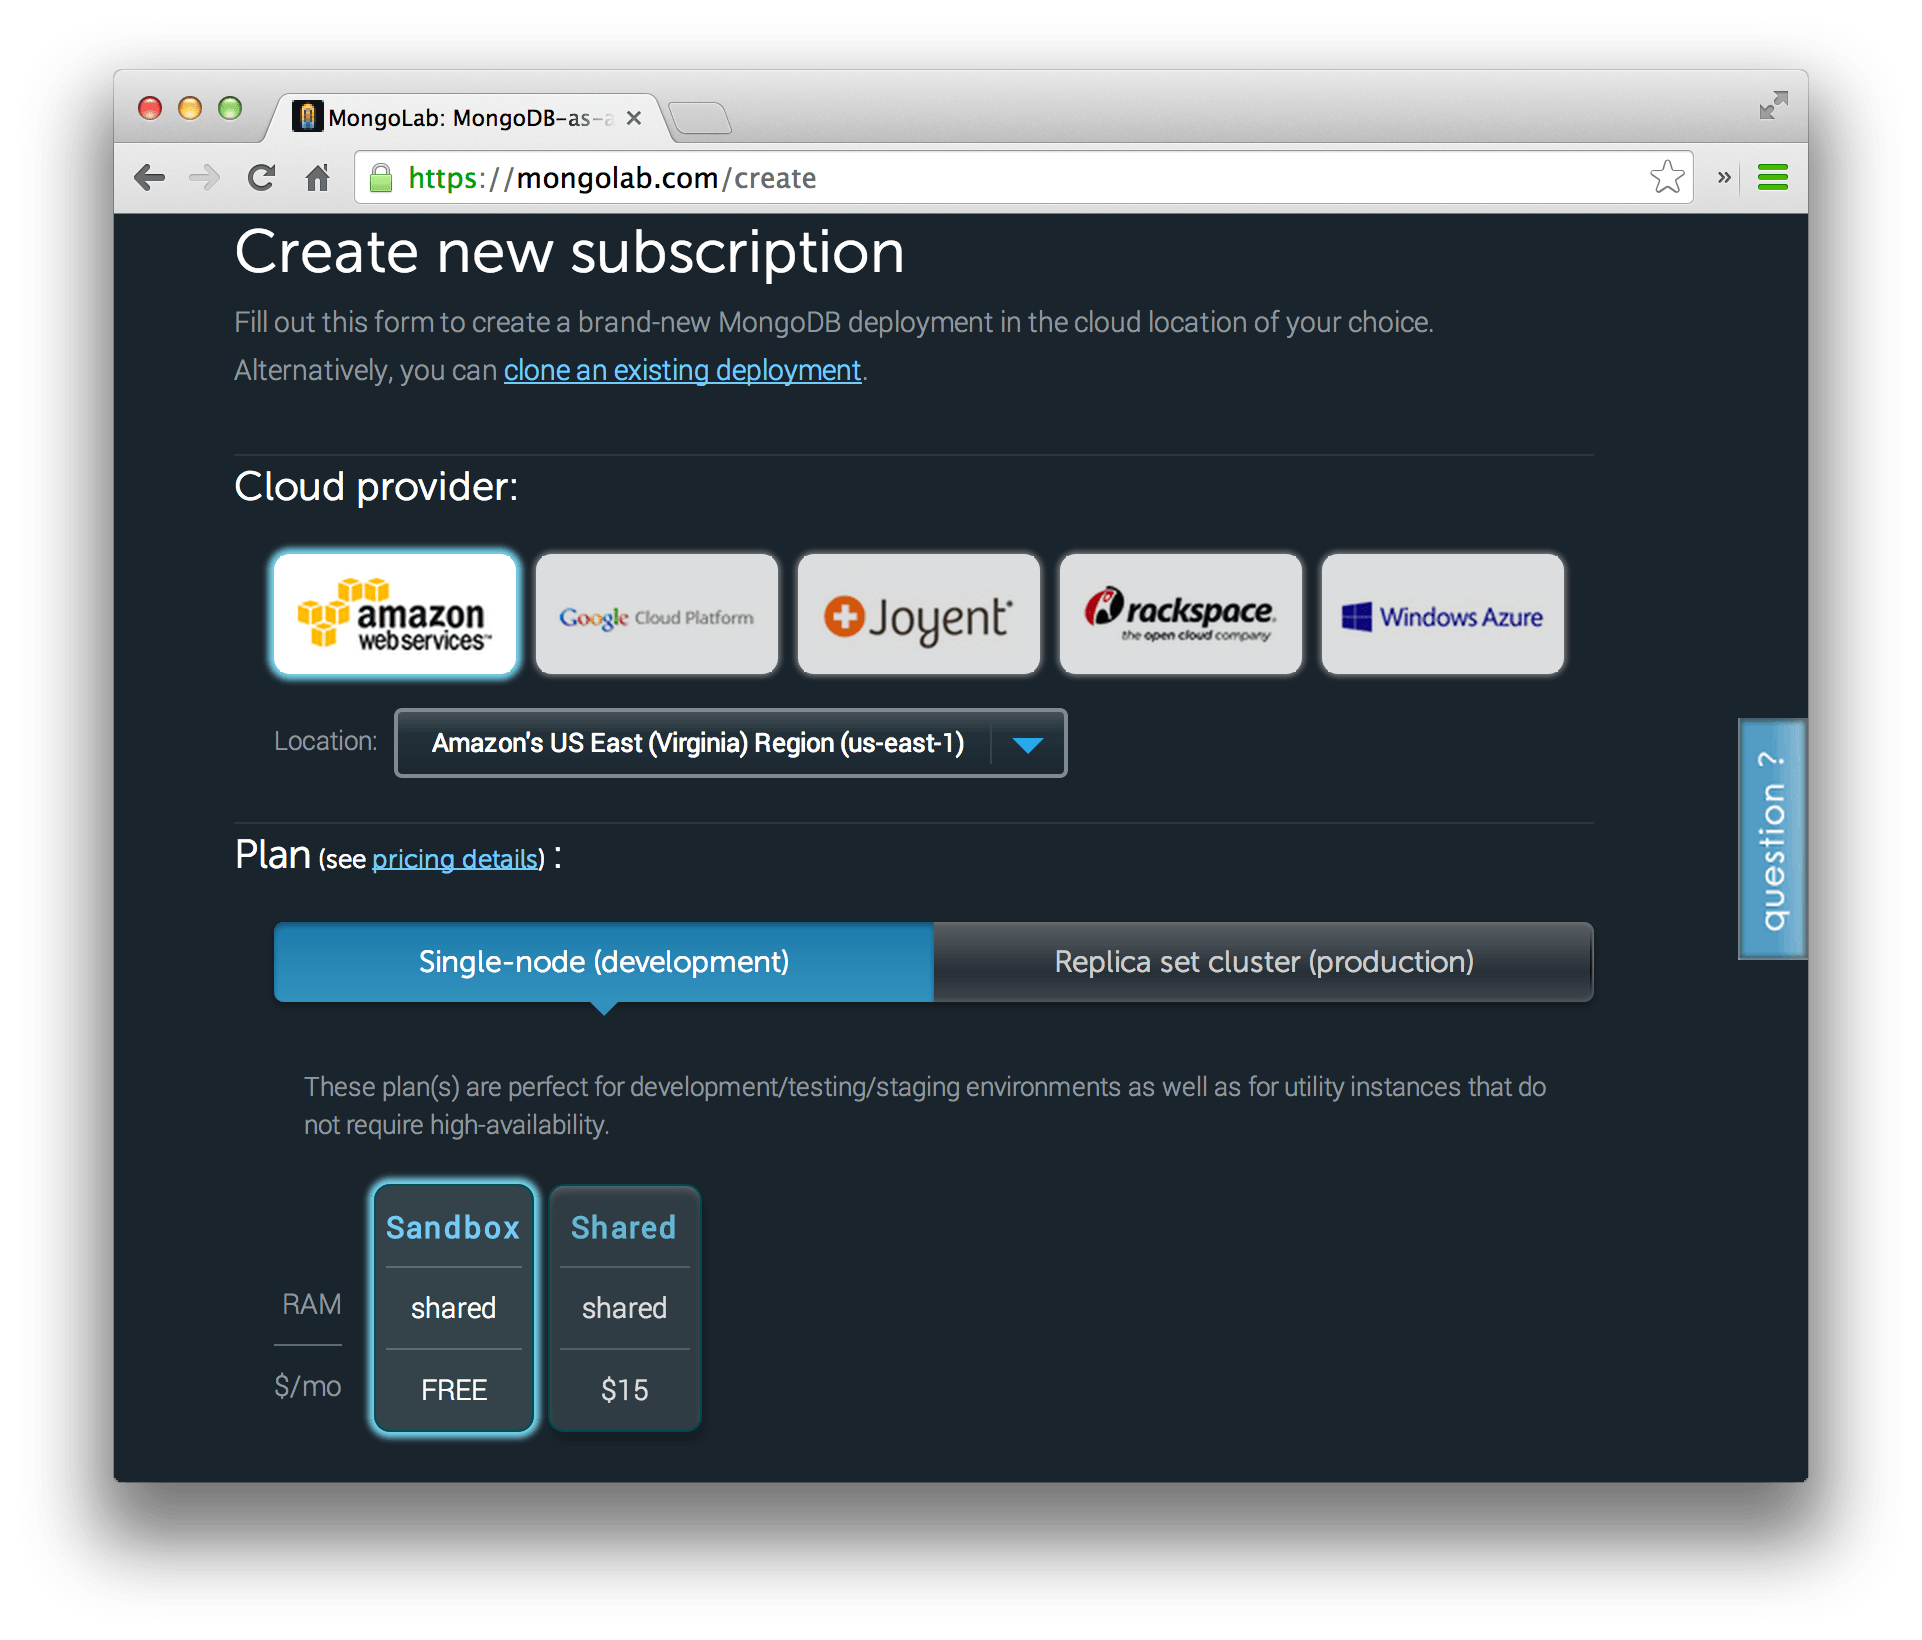 MongoLab: MongoDB-as-a
https://mongolab.com/create
Create new subscription
Fill out this form to create a brand-new MongoDB deployment in the cloud location of your choice.
Alternatively, you can clone an existing deployment.
Cloud provider:
amazon webservices™
Google Cloud Platform
Joyent
rackspace. the open cloud company
Windows Azure
Location: Amazon's US East (Virginia) Region (us-east-1)
question ?
Plan (see pricing details) :
Single-node (development) Replica set cluster (production)
These plan(s) are perfect for development/testing/staging environments as well as for utility instances that do
not require high-availability.
Sandbox Shared
RAM shared shared
$/mo FREE $15